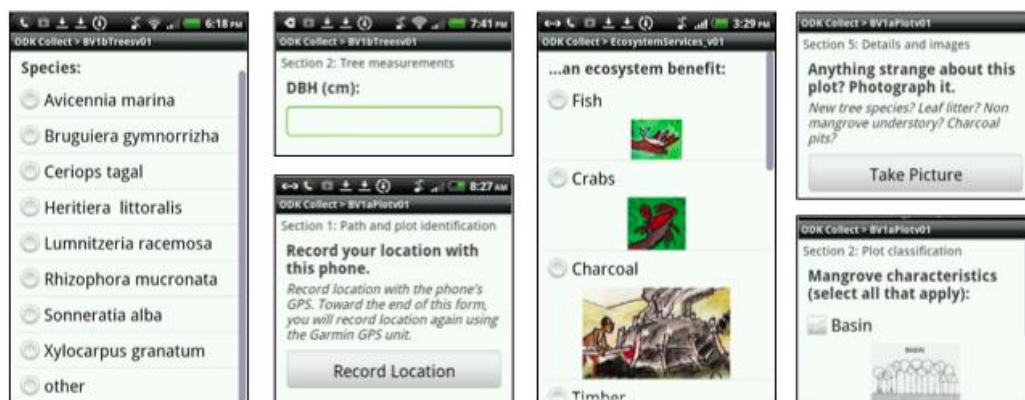 6:18 PM
ODK Collect > BV1bTreesv01
Species:
Avicennia marina
Bruguiera gymnorrizha
Ceriops tagal
Heritiera littoralis
Lumnitzeria racemosa
Rhizophora mucronata
Sonneratia alba
Xylocarpus granatum
other
7:41 PM
ODK Collect > BV1bTreesv01
Section 2: Tree measurements
DBH (cm):
8:27 AM
ODK Collect > BV1aPlotv01
Section 1: Path and plot identification
Record your location with
this phone.
Record location with the phone's
GPS. Toward the end of this form,
you will record location again using
the Garmin GPS unit.
Record Location
3:29 PM
ODK Collect > EcosystemServices_v01
...an ecosystem benefit:
Fish
Crabs
Charcoal
Timber
ODK Collect > BV1aPlotv01
Section 5: Details and images
Anything strange about this
plot? Photograph it.
New tree species? Leaf litter? Non
mangrove understory? Charcoal
pits?
Take Picture
ODK Collect > BV1aPlotv01
Section 2: Plot classification
Mangrove characteristics
(select all that apply):
Basin
BASIN